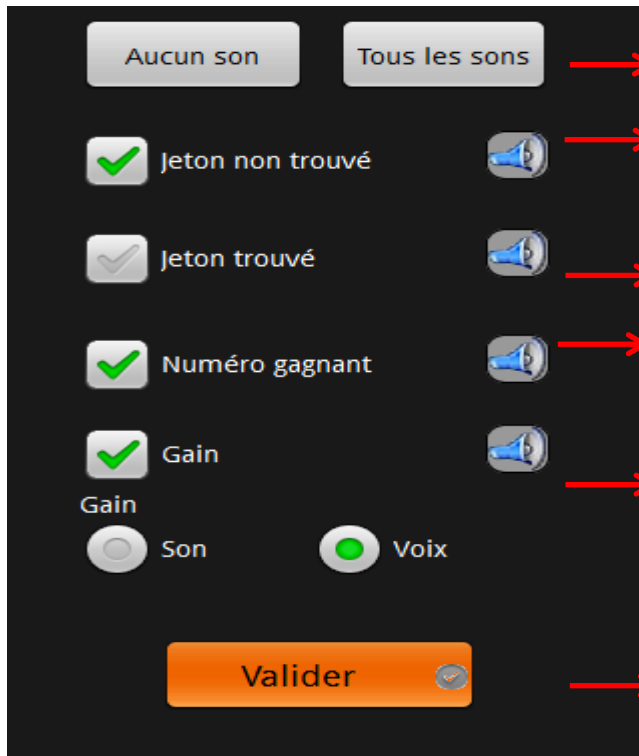 Aucun son
Tous les sons
Jeton non trouvé
Jeton trouvé
Numéro gagnant
Gain
Gain
Son
Voix
Valider